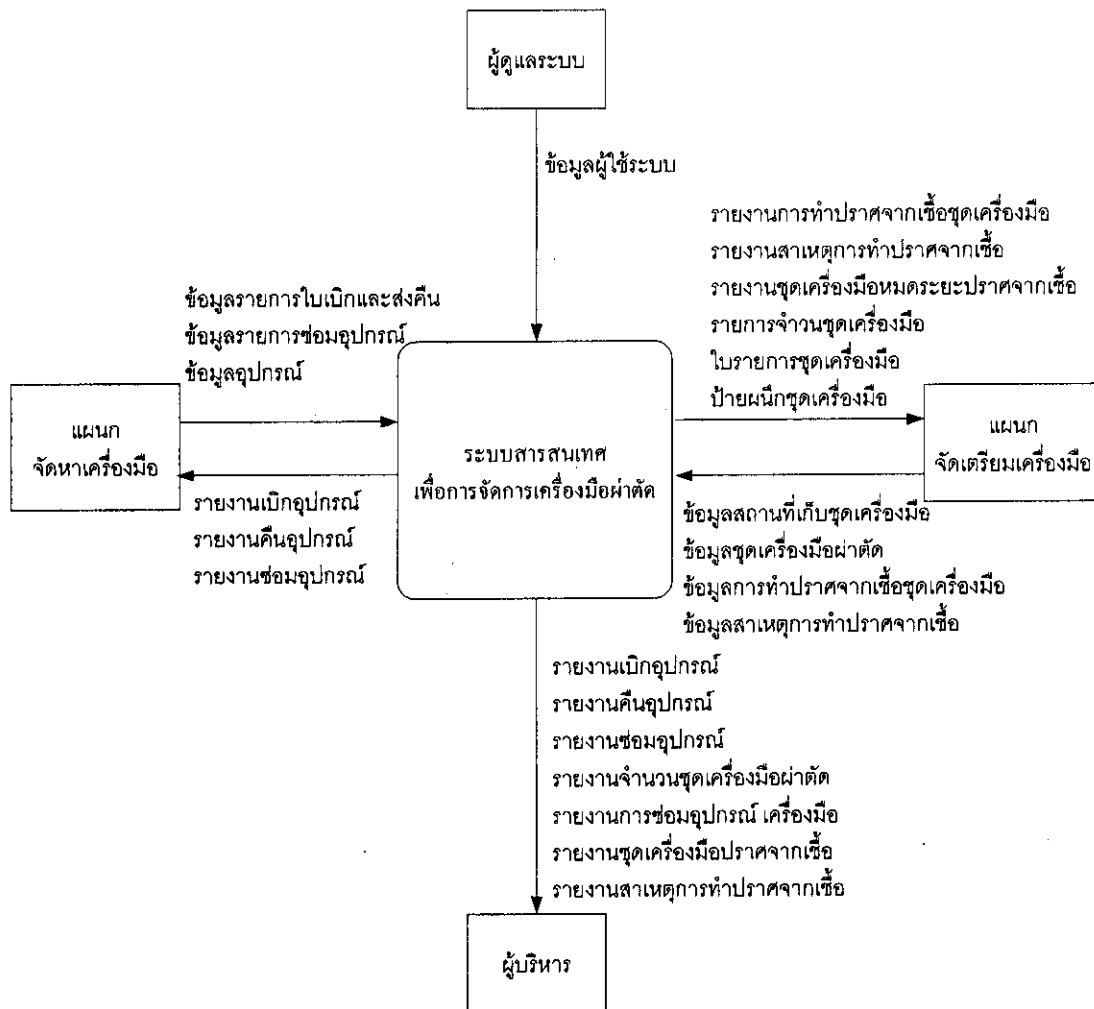 ผู้ดูแลระบบ
ข้อมูลผู้ใช้ระบบ
รายงานการทำปราศจากเชื้อชุดเครื่องมือ
รายงานสาเหตุการทำปราศจากเชื้อ
รายงานชุดเครื่องมือหมดระยะปราศจากเชื้อ
รายการจำวนชุดเครื่องมือ
ใบรายการชุดเครื่องมือ
ป้ายผนึกชุดเครื่องมือ
ข้อมูลรายการใบเบิกและส่งคืน
ข้อมูลรายการซ่อมอุปกรณ์
ข้อมูลอุปกรณ์
แผนก
จัดหาเครื่องมือ
ระบบสารสนเทศ
เพื่อการจัดการเครื่องมือผ่าตัด
แผนก
จัดเตรียมเครื่องมือ
รายงานเบิกอุปกรณ์
รายงานคืนอุปกรณ์
รายงานซ่อมอุปกรณ์
ข้อมูลสถานที่เก็บชุดเครื่องมือ
ข้อมูลชุดเครื่องมือผ่าตัด
ข้อมูลการทำปราศจากเชื้อชุดเครื่องมือ
ข้อมูลสาเหตุการทำปราศจากเชื้อ
รายงานเบิกอุปกรณ์
รายงานคืนอุปกรณ์
รายงานซ่อมอุปกรณ์
รายงานจำนวนชุดเครื่องมือผ่าตัด
รายงานการซ่อมอุปกรณ์ เครื่องมือ
รายงานชุดเครื่องมือปราศจากเชื้อ
รายงานสาเหตุการทำปราศจากเชื้อ
ผู้บริหาร